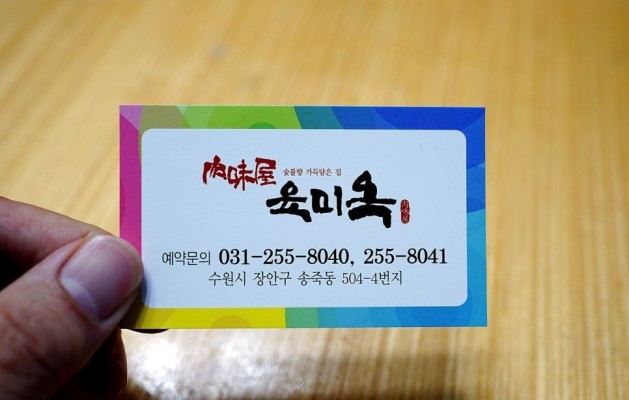 肉味屋 숯불향 가득담은 집
육미옥
예약문의 031-255-8040, 255-8041
수원시 장안구 송죽동 504-4번지